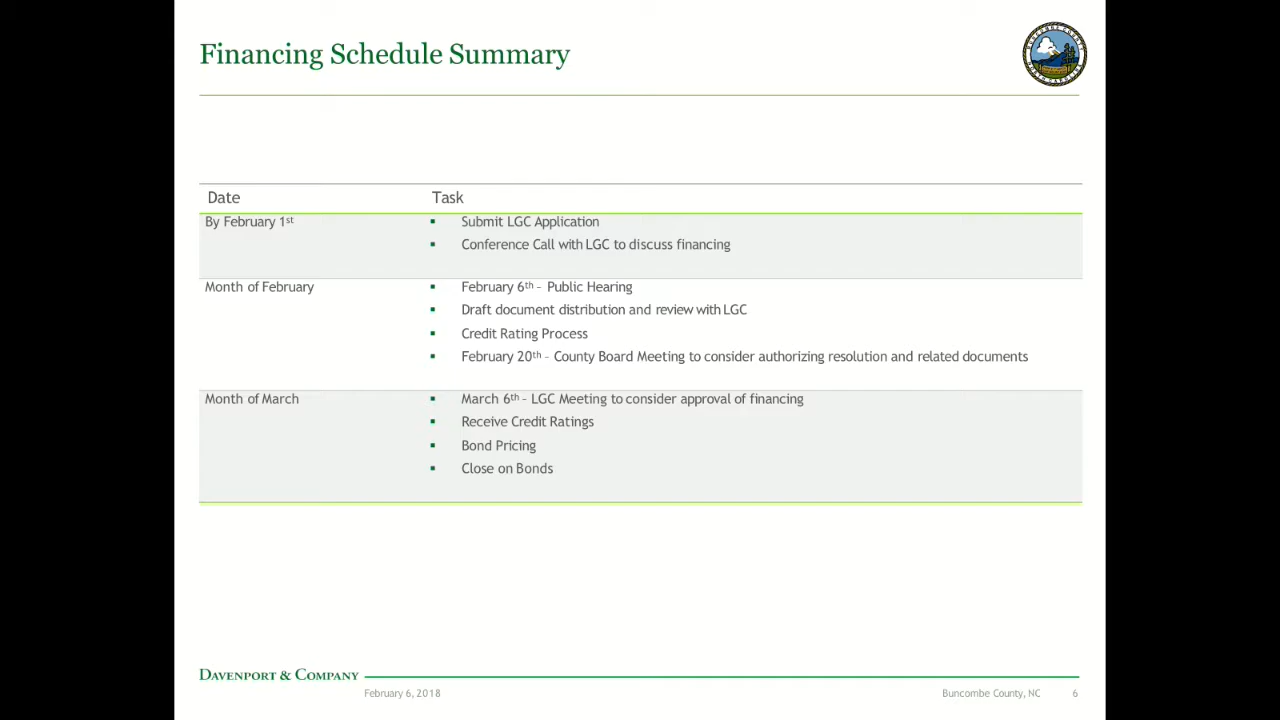 Financing Schedule Summary
BUNCOMBE COUNTY
NORTH CAROLINA
Date Task
By February 1st ▪ Submit LGC Application
▪ Conference Call with LGC to discuss financing
Month of February ▪ February 6th – Public Hearing
▪ Draft document distribution and review with LGC
▪ Credit Rating Process
▪ February 20th – County Board Meeting to consider authorizing resolution and related documents
Month of March ▪ March 6th – LGC Meeting to consider approval of financing
▪ Receive Credit Ratings
▪ Bond Pricing
▪ Close on Bonds
DAVENPORT & COMPANY
February 6, 2018 Buncombe County, NC 6